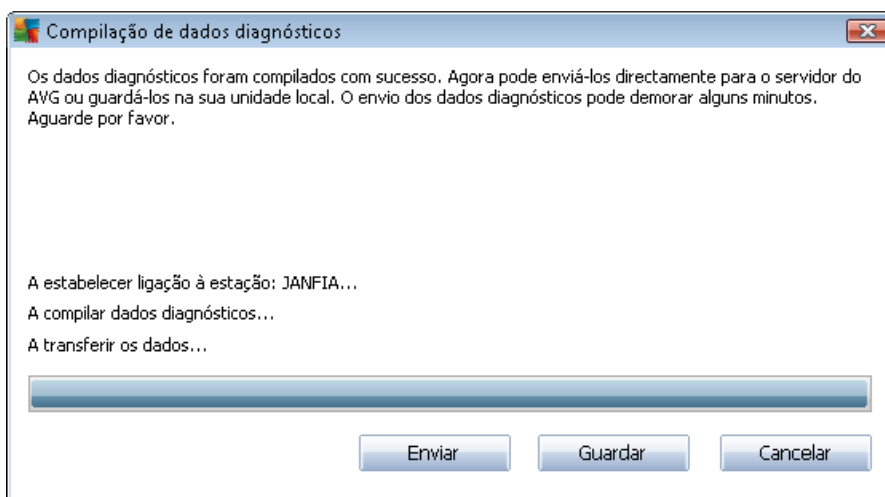 Compilação de dados diagnósticos
Os dados diagnósticos foram compilados com sucesso. Agora pode enviá-los directamente para o servidor do
AVG ou guardá-los na sua unidade local. O envio dos dados diagnósticos pode demorar alguns minutos.
Aguarde por favor.
A estabelecer ligação à estação: JANFIA...
A compilar dados diagnósticos...
A transferir os dados...
Enviar Guardar Cancelar